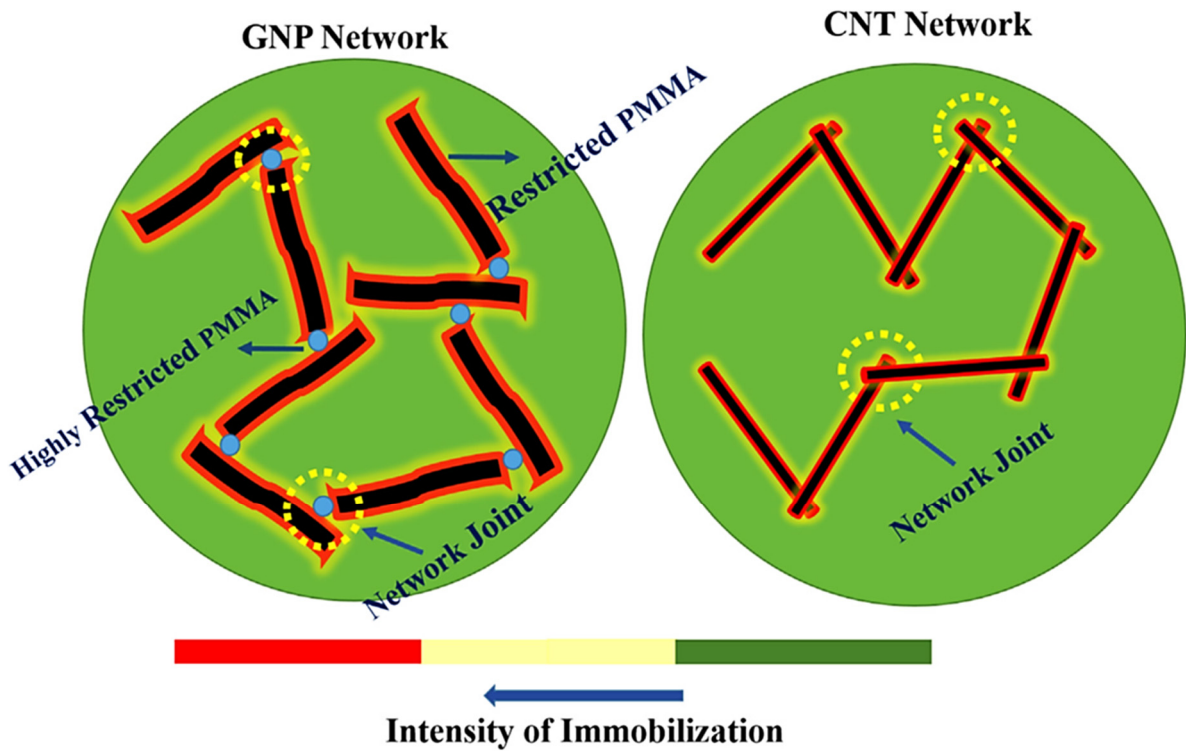 GNP Network
CNT Network
Restricted PMMA
Highly Restricted PMMA
Network Joint
Network Joint
Intensity of Immobilization